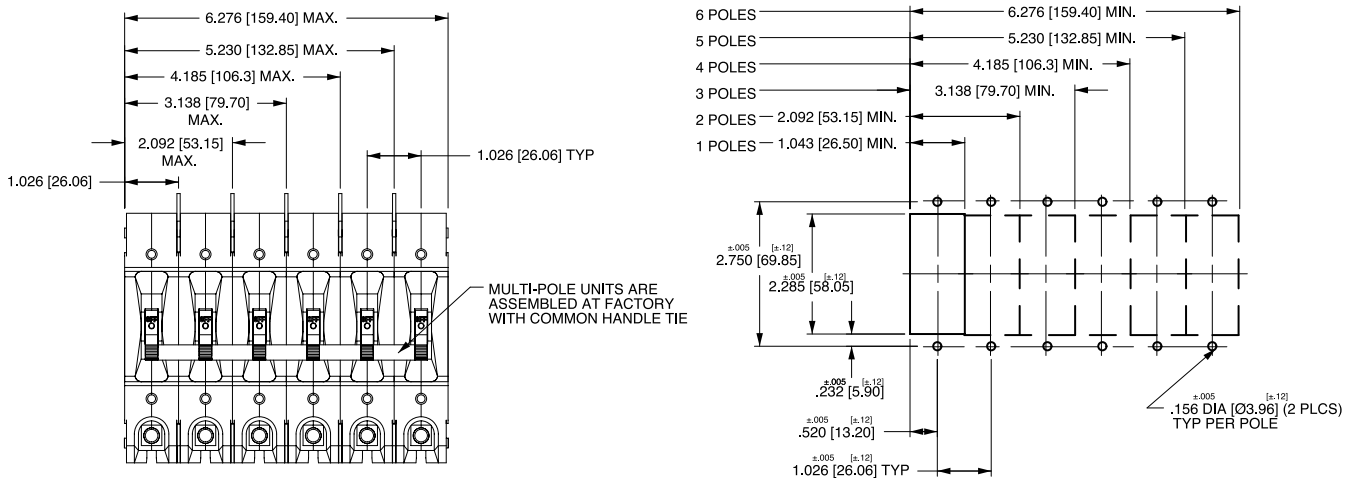 6.276 [159.40] MAX.
5.230 [132.85] MAX.
4.185 [106.3] MAX.
3.138 [79.70]
MAX.
2.092 [53.15]
MAX.
1.026 [26.06] TYP
1.026 [26.06]
OFF OFF OFF OFF OFF OFF
MULTI-POLE UNITS ARE
ASSEMBLED AT FACTORY
WITH COMMON HANDLE TIE
6 POLES 6.276 [159.40] MIN.
5 POLES 5.230 [132.85] MIN.
4 POLES 4.185 [106.3] MIN.
3 POLES 3.138 [79.70] MIN.
2 POLES 2.092 [53.15] MIN.
1 POLES 1.043 [26.50] MIN.
±.005 [±.12]
2.750 [69.85]
±.005 [±.12]
2.285 [58.05]
±.005 [±.12]
.232 [5.90]
±.005 [±.12]
.520 [13.20]
±.005 [±.12]
1.026 [26.06] TYP
±.005 [±.12]
.156 DIA [Ø3.96] (2 PLCS)
TYP PER POLE